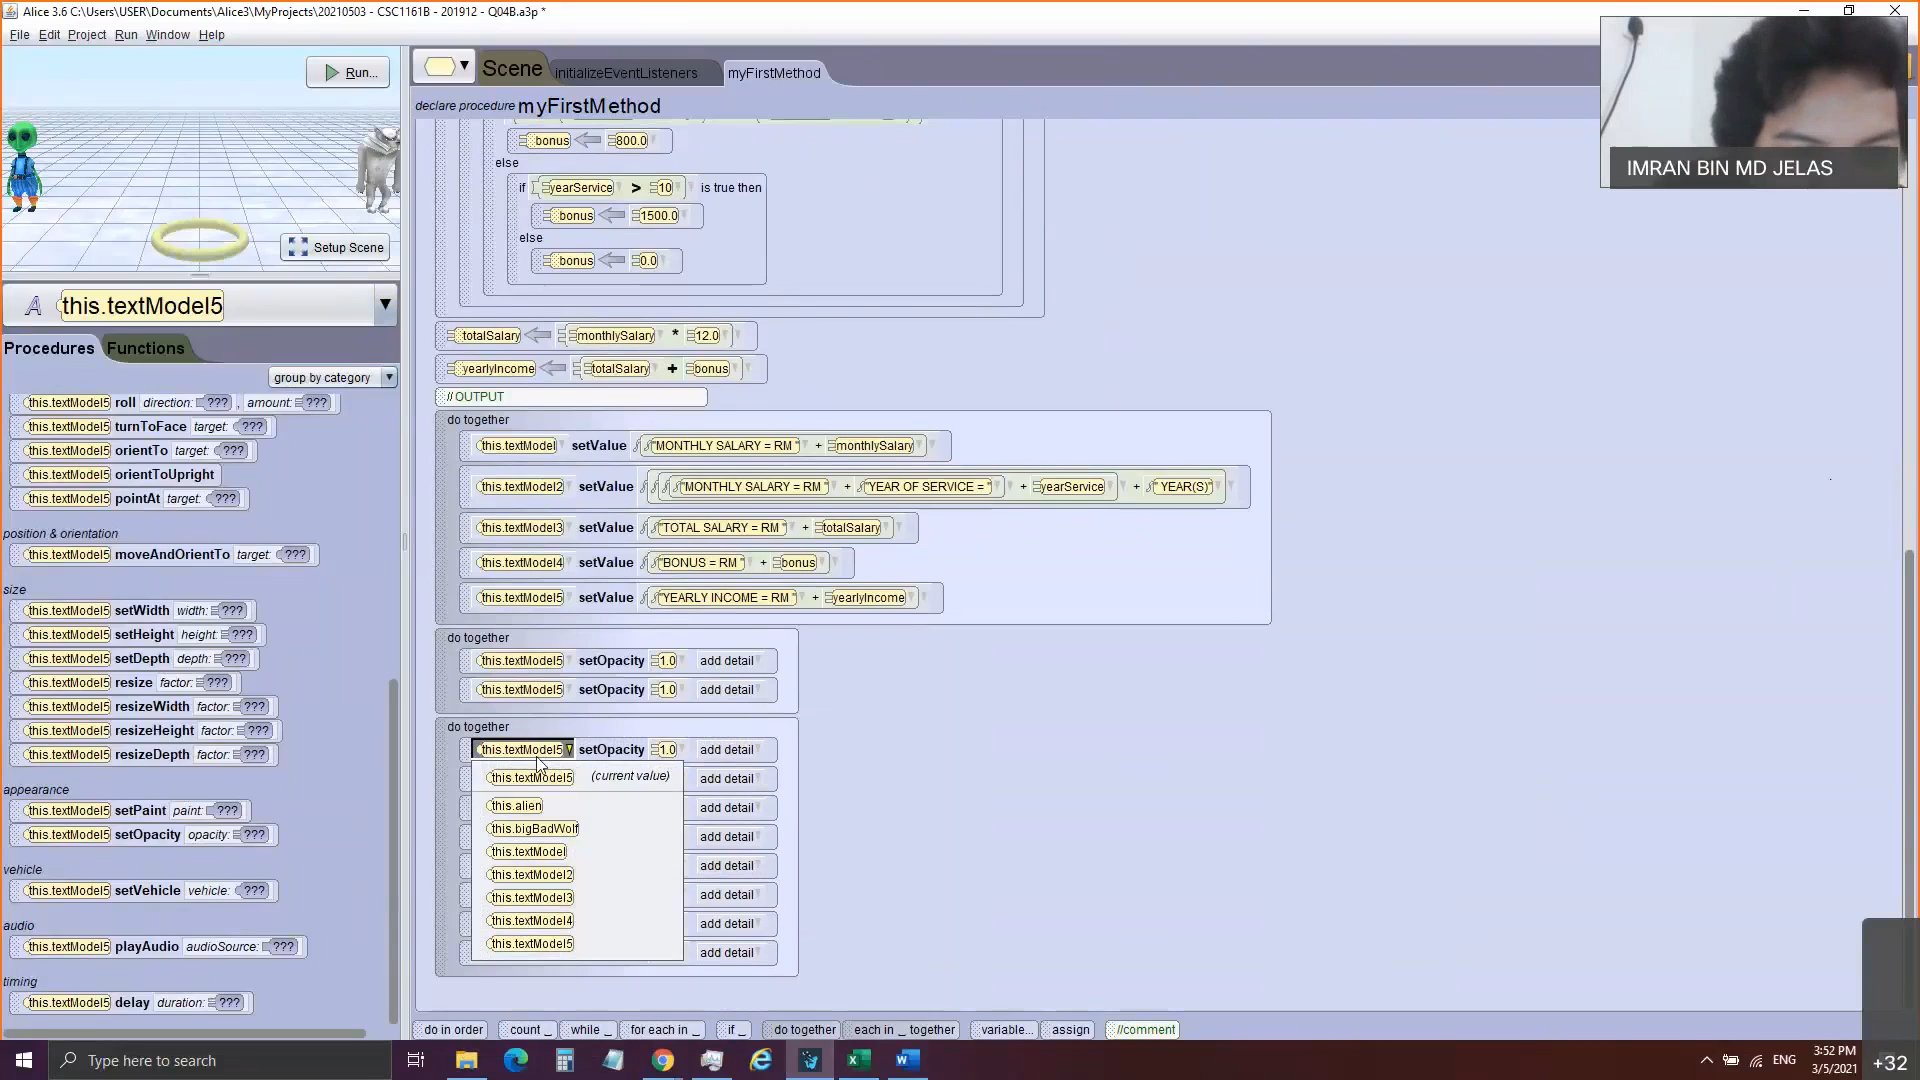 Alice 3.6 C:\Users\USER\Documents\Alice3\MyProjects\20210503 - CSC1161B - 201912 - Q04B.a3p *
File Edit Project Run Window Help
Run...
Setup Scene
Scene initializeEventListeners myFirstMethod
declare procedure myFirstMethod
IMRAN BIN MD JELAS
bonus 800.0
else
if yearService > 10 is true then
bonus 1500.0
else
bonus 0.0
totalSalary monthlySalary * 12.0
yearlyIncome totalSalary + bonus
//OUTPUT
do together
this.textModel setValue "MONTHLY SALARY = RM " + monthlySalary
this.textModel2 setValue "MONTHLY SALARY = RM " + "YEAR OF SERVICE = " + yearService + " YEAR(S)"
this.textModel3 setValue "TOTAL SALARY = RM " + totalSalary
this.textModel4 setValue "BONUS = RM " + bonus
this.textModel5 setValue "YEARLY INCOME = RM " + yearlyIncome
do together
this.textModel5 setOpacity 1.0 add detail
this.textModel5 setOpacity 1.0 add detail
do together
this.textModel5 setOpacity 1.0 add detail
this.textModel5 (current value) add detail
this.alien add detail
this.bigBadWolf add detail
this.textModel add detail
this.textModel2 add detail
this.textModel3 add detail
this.textModel4 add detail
this.textModel5
this.textModel5
Procedures Functions
group by category
this.textModel5 roll direction: ??? , amount: ???
this.textModel5 turnToFace target: ???
this.textModel5 orientTo target: ???
this.textModel5 orientToUpright
this.textModel5 pointAt target: ???
position & orientation
this.textModel5 moveAndOrientTo target: ???
size
this.textModel5 setWidth width: ???
this.textModel5 setHeight height: ???
this.textModel5 setDepth depth: ???
this.textModel5 resize factor: ???
this.textModel5 resizeWidth factor: ???
this.textModel5 resizeHeight factor: ???
this.textModel5 resizeDepth factor: ???
appearance
this.textModel5 setPaint paint: ???
this.textModel5 setOpacity opacity: ???
vehicle
this.textModel5 setVehicle vehicle: ???
audio
this.textModel5 playAudio audioSource: ???
timing
this.textModel5 delay duration: ???
do in order count _ while _ for each in _ if _ do together each in _ together variable... assign //comment
Type here to search
ENG
3:52 PM
3/5/2021
+32